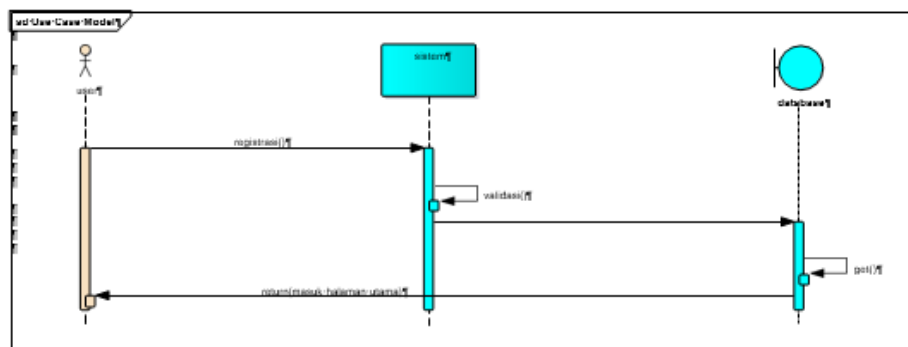 sd·Use·Case·Model¶
user¶
sistem¶
database¶
registrasi()¶
validasi()¶
get()¶
return(masuk·halaman·utama)¶